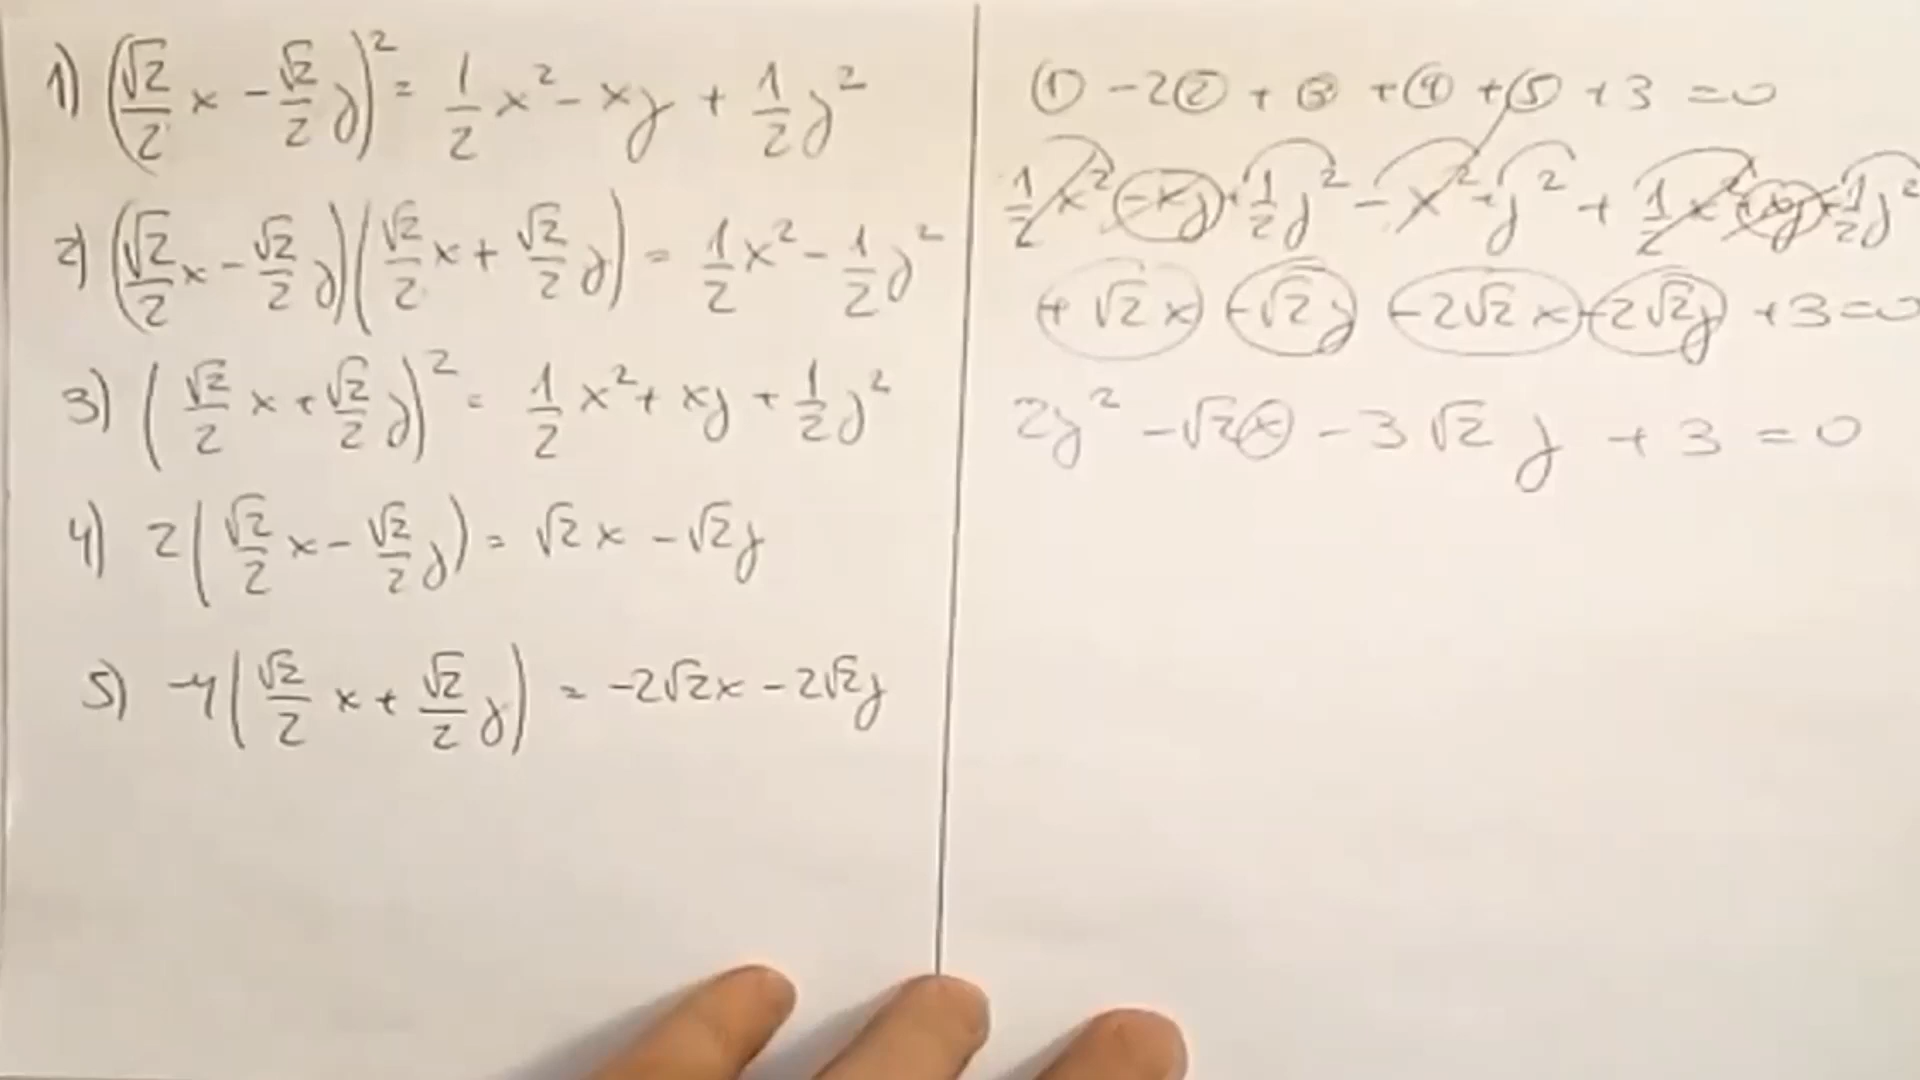 1) (√2/2 x - √2/2 y)² = 1/2 x² - xy + 1/2 y²
2) (√2/2 x - √2/2 y)(√2/2 x + √2/2 y) = 1/2 x² - 1/2 y²
3) (√2/2 x + √2/2 y)² = 1/2 x² + xy + 1/2 y²
4) 2(√2/2 x - √2/2 y) = √2x - √2y
5) -4(√2/2 x + √2/2 y) = -2√2x - 2√2y
① - 2② + ③ + ④ + ⑤ + 3 = 0
1/2 x² - xy + 1/2 y² - x² + y² + 1/2 x² + xy + 1/2 y²
+ √2 x - √2 y - 2√2 x - 2√2 y + 3 = 0
2y² - √2 x - 3√2 y + 3 = 0